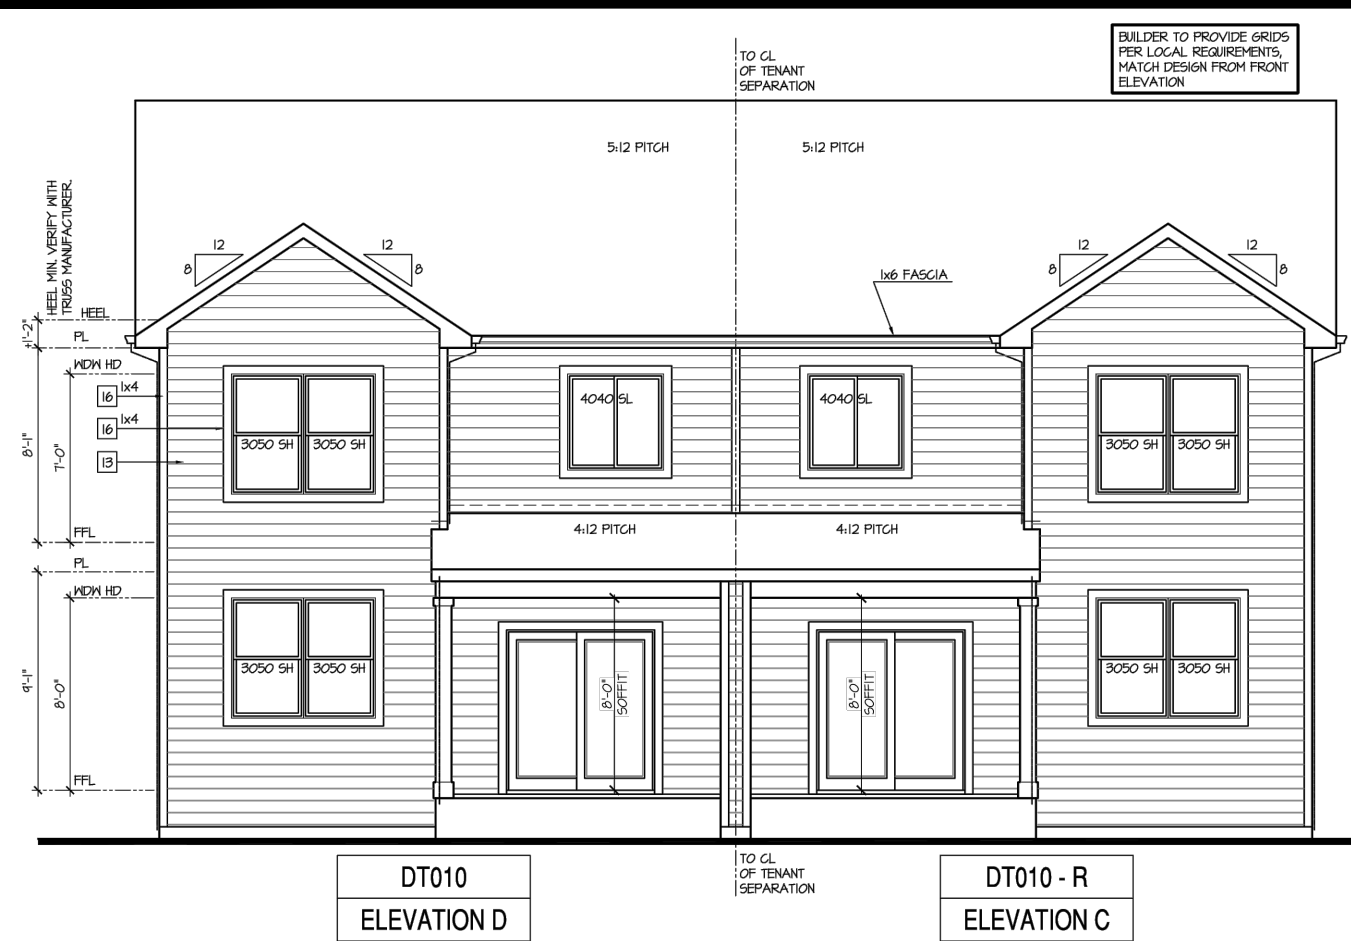 BUILDER TO PROVIDE GRIDS
PER LOCAL REQUIREMENTS,
MATCH DESIGN FROM FRONT
ELEVATION
TO CL
OF TENANT
SEPARATION
5:12 PITCH
5:12 PITCH
HEEL MIN. VERIFY WITH
TRUSS MANUFACTURER.
12
8
12
8
12
8
12
8
1x6 FASCIA
HEEL
±1'-2"
PL
WDW HD
16
1x4
16
1x4
13
8'-1"
7'-0"
3050 SH
3050 SH
4040 SL
4040 SL
3050 SH
3050 SH
FFL
4:12 PITCH
4:12 PITCH
PL
WDW HD
9'-1"
8'-0"
3050 SH
3050 SH
8'-0"
SOFFIT
8'-0"
SOFFIT
3050 SH
3050 SH
FFL
TO CL
OF TENANT
SEPARATION
DT010
ELEVATION D
DT010 - R
ELEVATION C